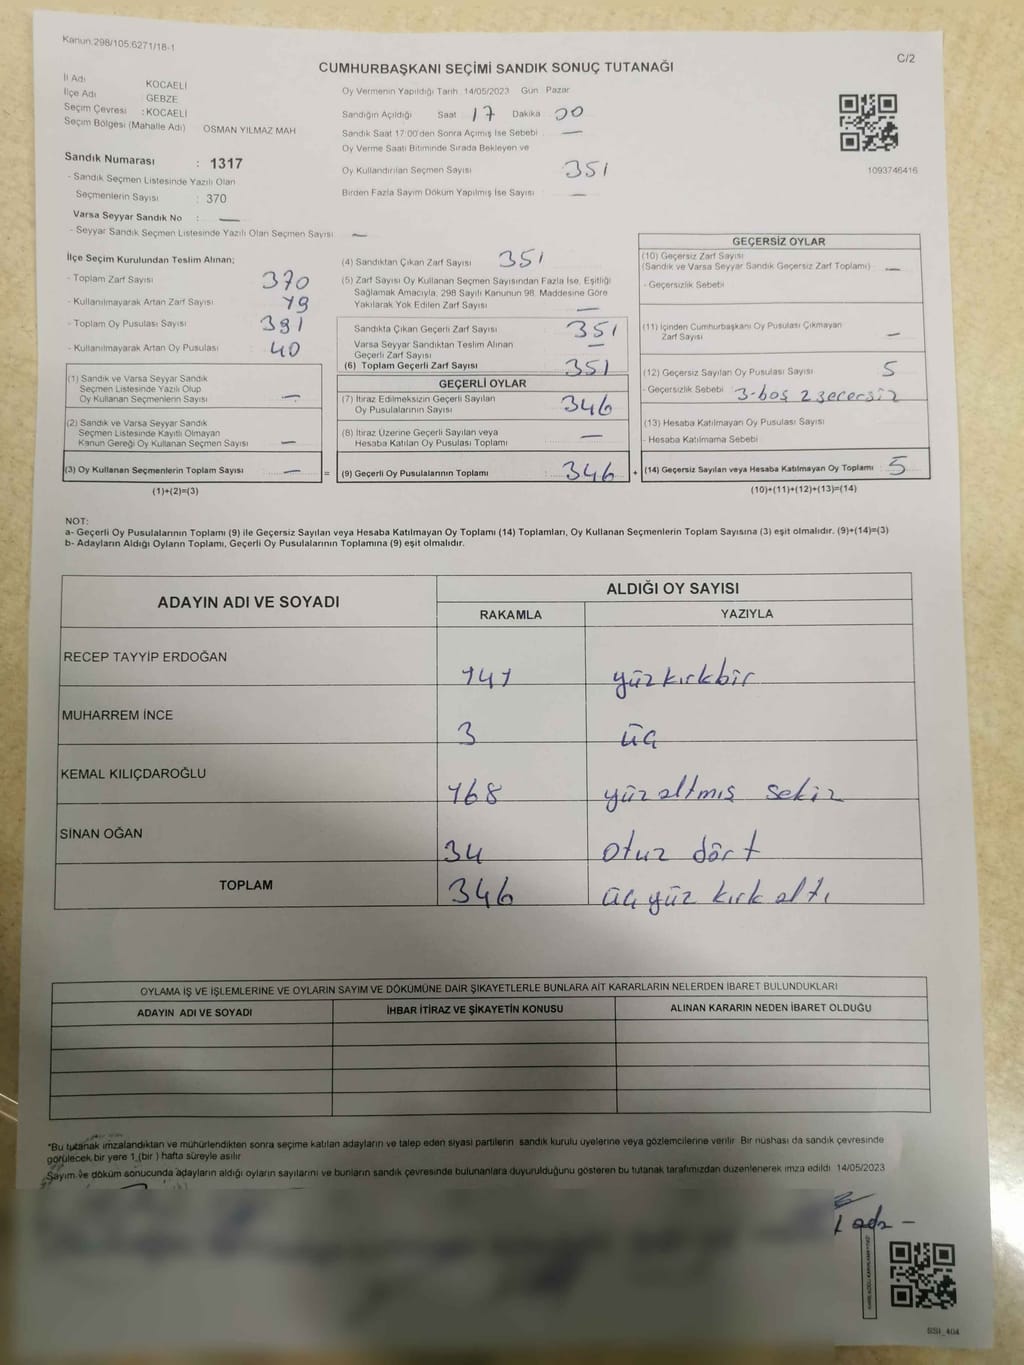 Kanun:298/105:6271/18-1
C/2
CUMHURBAŞKANI SEÇİMİ SANDIK SONUÇ TUTANAĞI
İl Adı KOCAELİ
İlçe Adı GEBZE
Seçim Çevresi : KOCAELİ
Seçim Bölgesi (Mahalle Adı) OSMAN YILMAZ MAH
Sandık Numarası : 1317
- Sandık Seçmen Listesinde Yazılı Olan
Seçmenlerin Sayısı : 370
Varsa Seyyar Sandık No : —
- Seyyar Sandık Seçmen Listesinde Yazılı Olan Seçmen Sayısı —
Oy Vermenin Yapıldığı Tarih 14/05/2023 Gün Pazar
Sandığın Açıldığı Saat 17 Dakika 00
Sandık Saat 17:00'den Sonra Açımış İse Sebebi —
Oy Verme Saati Bitiminde Sırada Bekleyen ve
Oy Kullandırılan Seçmen Sayısı 351
Birden Fazla Sayım Döküm Yapılmış İse Sayısı —
1093746416
İlçe Seçim Kurulundan Teslim Alınan;
- Toplam Zarf Sayısı 370
- Kullanılmayarak Artan Zarf Sayısı 19
- Toplam Oy Pusulası Sayısı 391
- Kullanılmayarak Artan Oy Pusulası 40
(1) Sandık ve Varsa Seyyar Sandık
Seçmen Listesinde Yazılı Olup
Oy Kullanan Seçmenlerin Sayısı —
(2) Sandık ve Varsa Seyyar Sandık
Seçmen Listesinde Kayıtlı Olmayan
Kanun Gereği Oy Kullanan Seçmen Sayısı —
(3) Oy Kullanan Seçmenlerin Toplam Sayısı — =
(1)+(2)=(3)
(4) Sandıktan Çıkan Zarf Sayısı 351
(5) Zarf Sayısı Oy Kullanan Seçmen Sayısından Fazla İse, Eşitliği
Sağlamak Amacıyla, 298 Sayılı Kanunun 98. Maddesine Göre
Yakılarak Yok Edilen Zarf Sayısı —
Sandıkta Çıkan Geçerli Zarf Sayısı 351
Varsa Seyyar Sandıktan Teslim Alınan
Geçerli Zarf Sayısı —
(6) Toplam Geçerli Zarf Sayısı 351
GEÇERLİ OYLAR
(7) İtiraz Edilmeksizin Geçerli Sayılan
Oy Pusulalarının Sayısı 346
(8) İtiraz Üzerine Geçerli Sayılan veya
Hesaba Katılan Oy Pusulası Toplamı —
(9) Geçerli Oy Pusulalarının Toplamı 346 +
GEÇERSİZ OYLAR
(10) Geçersiz Zarf Sayısı
(Sandık ve Varsa Seyyar Sandık Geçersiz Zarf Toplamı) —
- Geçersizlik Sebebi
(11) İçinden Cumhurbaşkanı Oy Pusulası Çıkmayan
Zarf Sayısı —
(12) Geçersiz Sayılan Oy Pusulası Sayısı 5
- Geçersizlik Sebebi 3-boş 2 geçersiz
(13) Hesaba Katılmayan Oy Pusulası Sayısı
- Hesaba Katılmama Sebebi
(14) Geçersiz Sayılan veya Hesaba Katılmayan Oy Toplamı : 5
(10)+(11)+(12)+(13)=(14)
NOT:
a- Geçerli Oy Pusulalarının Toplamı (9) ile Geçersiz Sayılan veya Hesaba Katılmayan Oy Toplamı (14) Toplamları, Oy Kullanan Seçmenlerin Toplam Sayısına (3) eşit olmalıdır. (9)+(14)=(3)
b- Adayların Aldığı Oyların Toplamı, Geçerli Oy Pusulalarının Toplamına (9) eşit olmalıdır.
ADAYIN ADI VE SOYADI
ALDIĞI OY SAYISI
RAKAMLA YAZIYLA
RECEP TAYYİP ERDOĞAN 141 yüzkırkbir
MUHARREM İNCE 3 üç
KEMAL KILIÇDAROĞLU 168 yüzaltmış sekiz
SİNAN OĞAN 34 otuz dört
TOPLAM 346 üçyüz kırkaltı
OYLAMA İŞ VE İŞLEMLERİNE VE OYLARIN SAYIM VE DÖKÜMÜNE DAİR ŞİKAYETLERLE BUNLARA AİT KARARLARIN NELERDEN İBARET BULUNDUKLARI
ADAYIN ADI VE SOYADI İHBAR İTİRAZ VE ŞİKAYETİN KONUSU ALINAN KARARIN NEDEN İBARET OLDUĞU
*Bu tutanak imzalandıktan ve mühürlendikten sonra seçime katılan adayların ve talep eden siyasi partilerin sandık kurulu üyelerine veya gözlemcilerine verilir. Bir nüshası da sandık çevresinde
görülecek bir yere 1 (bir) hafta süreyle asılır
Sayım ve döküm sonucunda adayların aldığı oyların sayılarını ve bunların sandık çevresinde bulunanlara duyurulduğunu gösteren bu tutanak tarafımızdan düzenlenerek imza edildi 14/05/2023